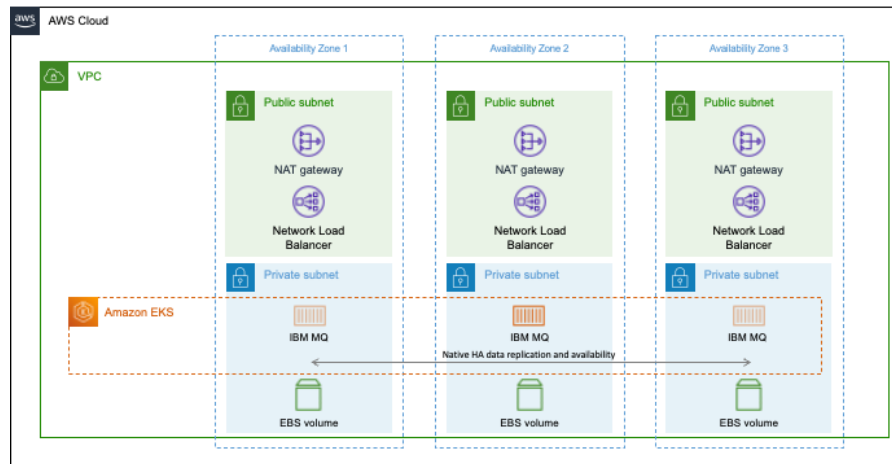 aws
AWS Cloud
Availability Zone 1
Availability Zone 2
Availability Zone 3
VPC
Public subnet
Public subnet
Public subnet
NAT gateway
NAT gateway
NAT gateway
Network Load
Balancer
Network Load
Balancer
Network Load
Balancer
Private subnet
Private subnet
Private subnet
Amazon EKS
IBM MQ
IBM MQ
IBM MQ
Native HA data replication and availability
EBS volume
EBS volume
EBS volume